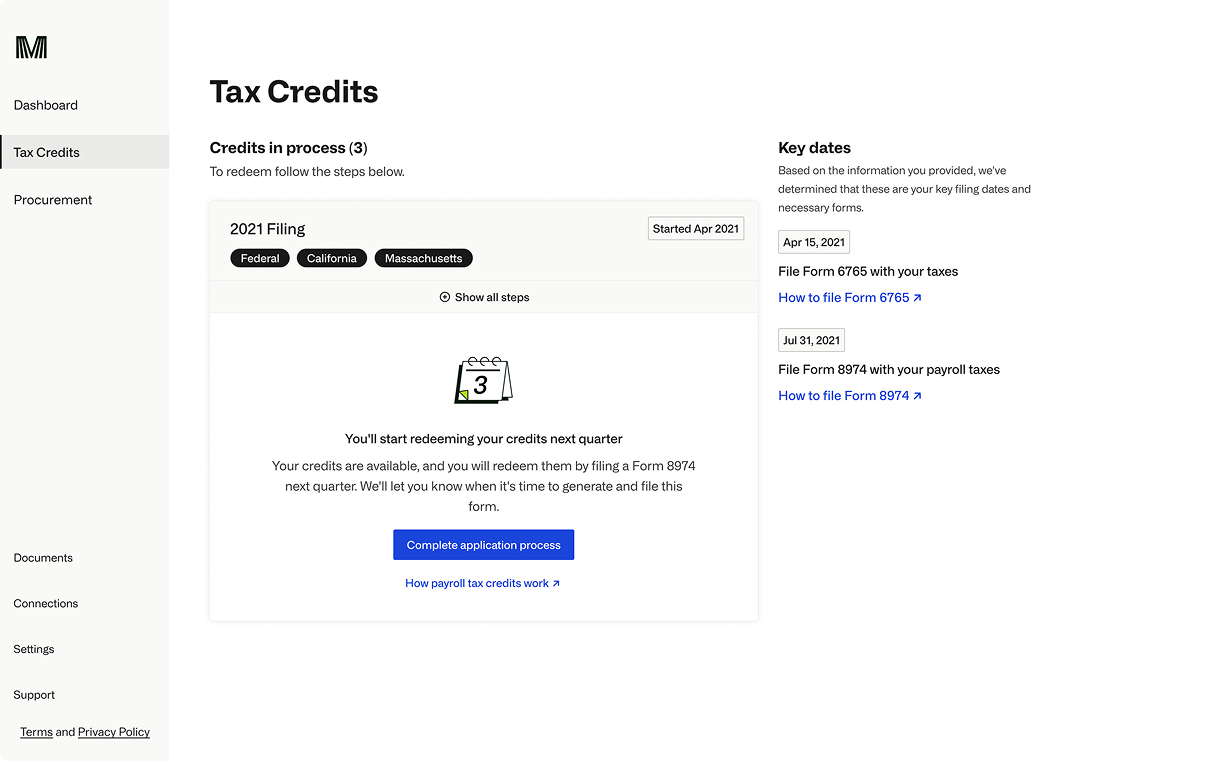 M
Dashboard
Tax Credits
Procurement
Documents
Connections
Settings
Support
Terms and Privacy Policy
Tax Credits
Credits in process (3)
To redeem follow the steps below.
2021 Filing
Started Apr 2021
Federal California Massachusetts
Show all steps
3
You'll start redeeming your credits next quarter
Your credits are available, and you will redeem them by filing a Form 8974
next quarter. We'll let you know when it's time to generate and file this
form.
Complete application process
How payroll tax credits work ↗
Key dates
Based on the information you provided, we've
determined that these are your key filing dates and
necessary forms.
Apr 15, 2021
File Form 6765 with your taxes
How to file Form 6765 ↗
Jul 31, 2021
File Form 8974 with your payroll taxes
How to file Form 8974 ↗